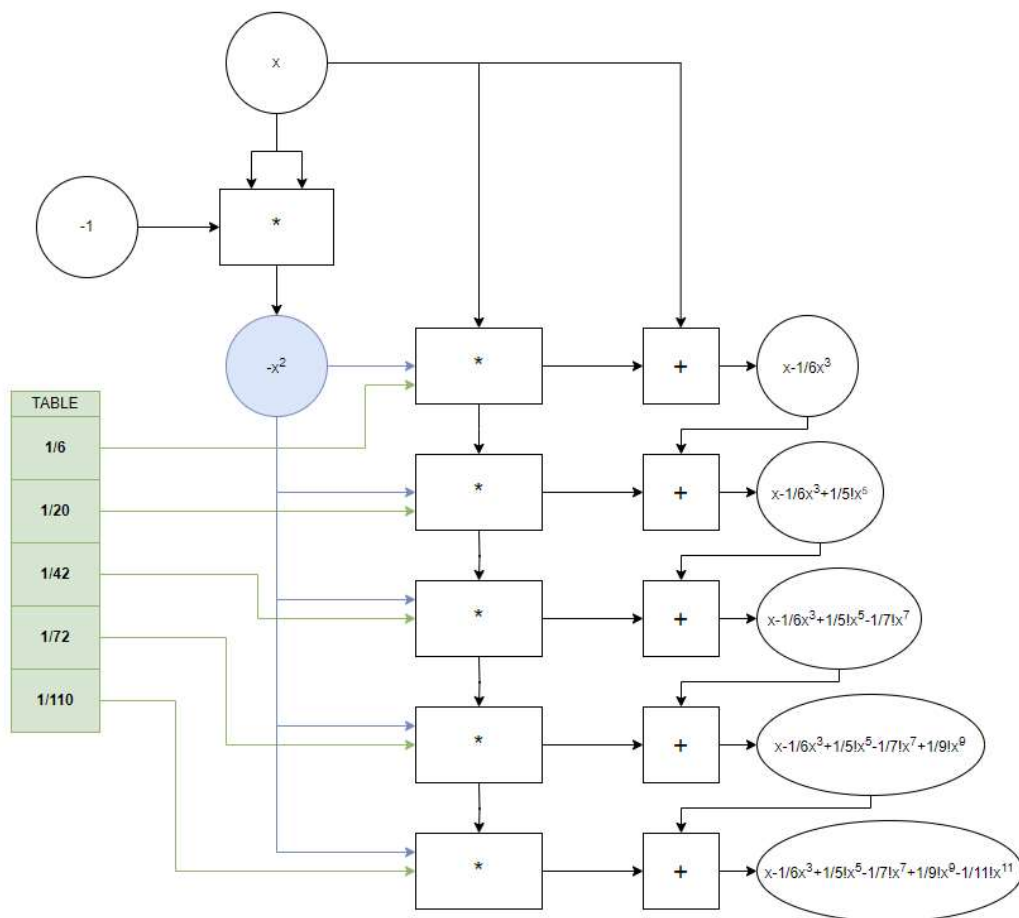 x
-1
*
-x²
*
+
x-1/6x³
TABLE
1/6
*
+
x-1/6x³+1/5!x⁵
1/20
1/42
*
+
x-1/6x³+1/5!x⁵-1/7!x⁷
1/72
1/110
*
+
x-1/6x³+1/5!x⁵-1/7!x⁷+1/9!x⁹
*
+
x-1/6x³+1/5!x⁵-1/7!x⁷+1/9!x⁹-1/11!x¹¹